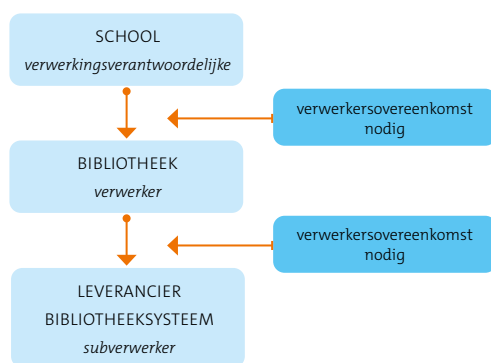 SCHOOL
verwerkingsverantwoordelijke
verwerkersovereenkomst
nodig
BIBLIOTHEEK
verwerker
verwerkersovereenkomst
nodig
LEVERANCIER
BIBLIOTHEEKSYSTEEM
subverwerker